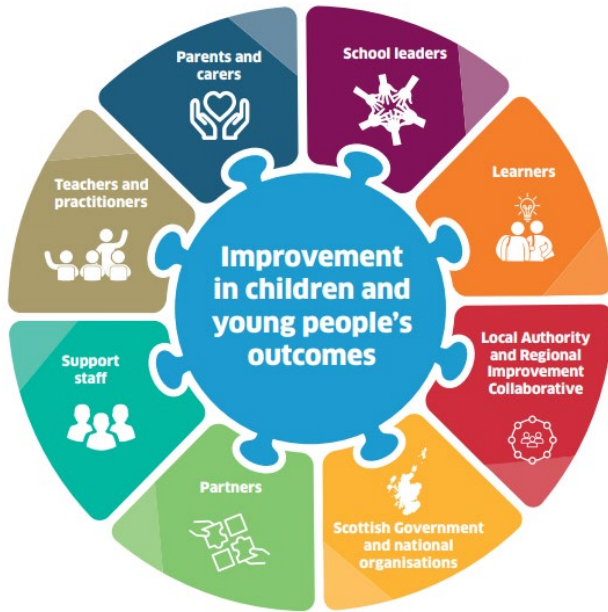 Parents and
carers
School leaders
Learners
Local Authority
and Regional
Improvement
Collaborative
Scottish Government
and national
organisations
Partners
Support
staff
Teachers and
practitioners
Improvement
in children and
young people's
outcomes